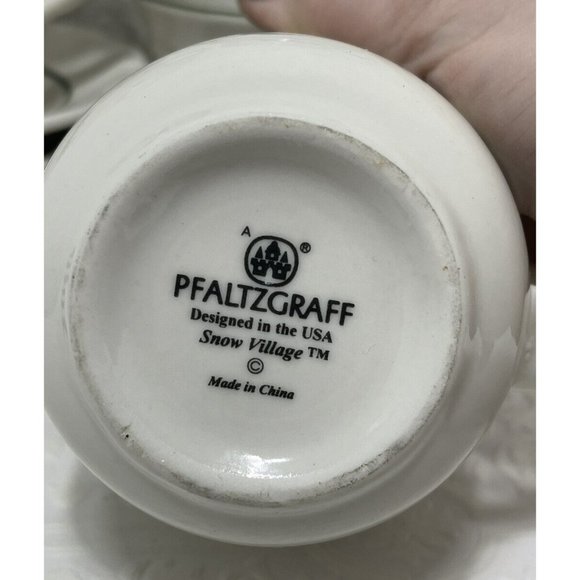 A ®
PFALTZGRAFF
Designed in the USA
Snow Village ™
©
Made in China